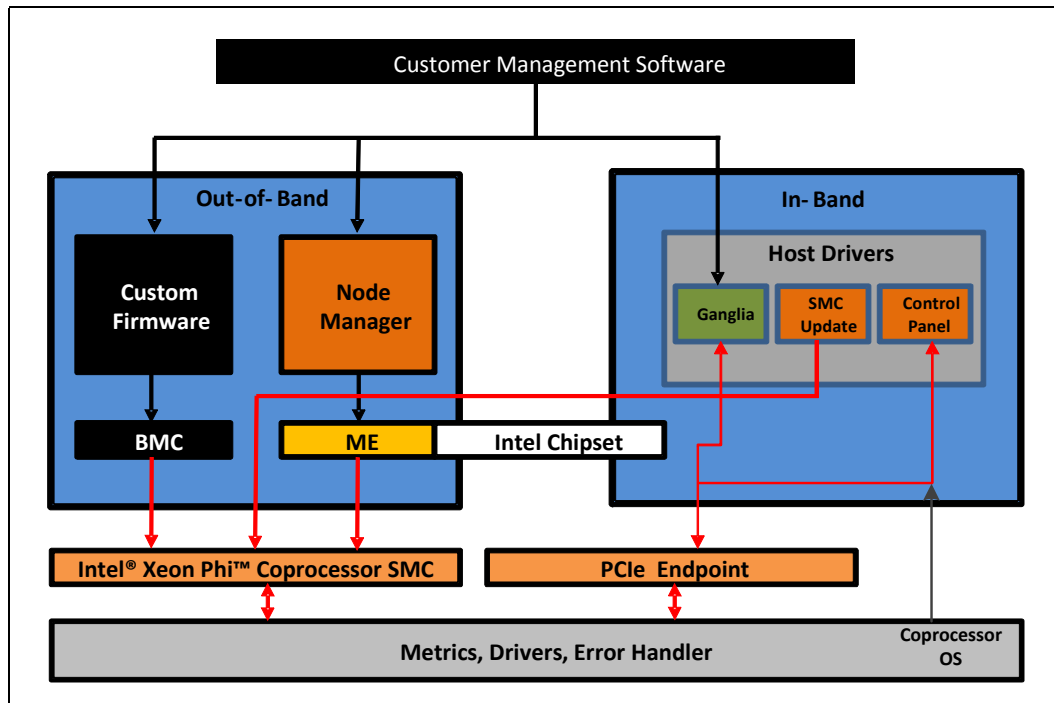 Customer Management Software
Out-of- Band
In- Band
Custom
Firmware
Node
Manager
Host Drivers
Ganglia
SMC
Update
Control
Panel
BMC
ME
Intel Chipset
Intel® Xeon Phi™ Coprocessor SMC
PCIe Endpoint
Metrics, Drivers, Error Handler
Coprocessor
OS